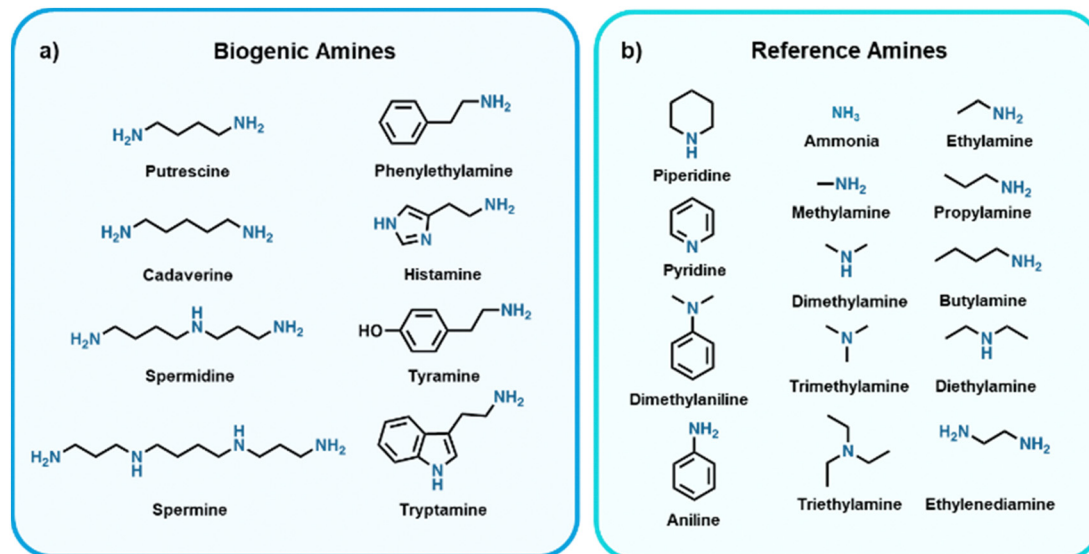 a) Biogenic Amines
H₂N NH₂
Putrescine
NH₂
Phenylethylamine
H₂N NH₂
Cadaverine
HN N NH₂
Histamine
H₂N H N NH₂
Spermidine
HO NH₂
Tyramine
H₂N N H H N NH₂
Spermine
NH₂ N H
Tryptamine
b) Reference Amines
N H
Piperidine
NH₃
Ammonia
NH₂
Ethylamine
NH₂
Methylamine
NH₂
Propylamine
N
Pyridine
N H
Dimethylamine
NH₂
Butylamine
N
Dimethylaniline
N
Trimethylamine
N H
Diethylamine
NH₂
Aniline
N
Triethylamine
H₂N NH₂
Ethylenediamine